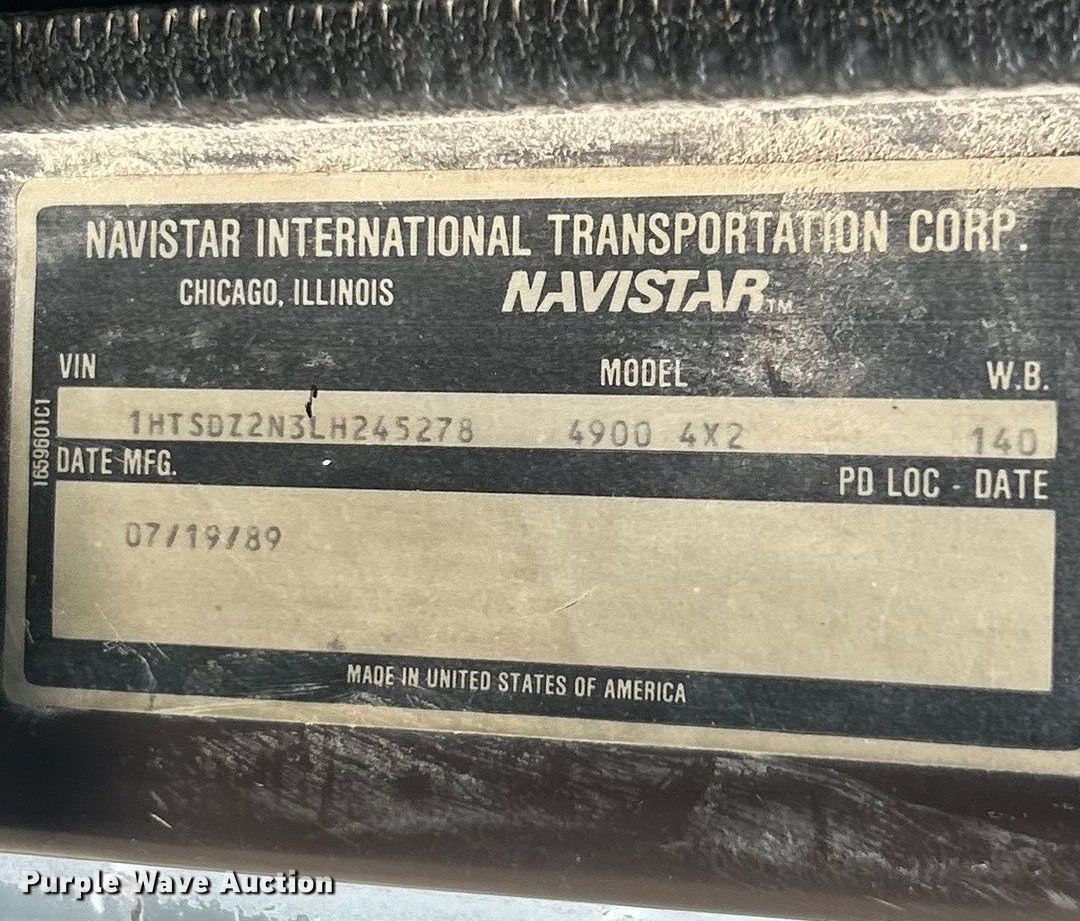 NAVISTAR INTERNATIONAL TRANSPORTATION CORP.
CHICAGO, ILLINOIS NAVISTAR™
VIN MODEL W.B.
1HTSDZ2N3LH245278 4900 4X2 140
DATE MFG. PD LOC - DATE
07/19/89
MADE IN UNITED STATES OF AMERICA
1659601C1
Purple Wave Auction